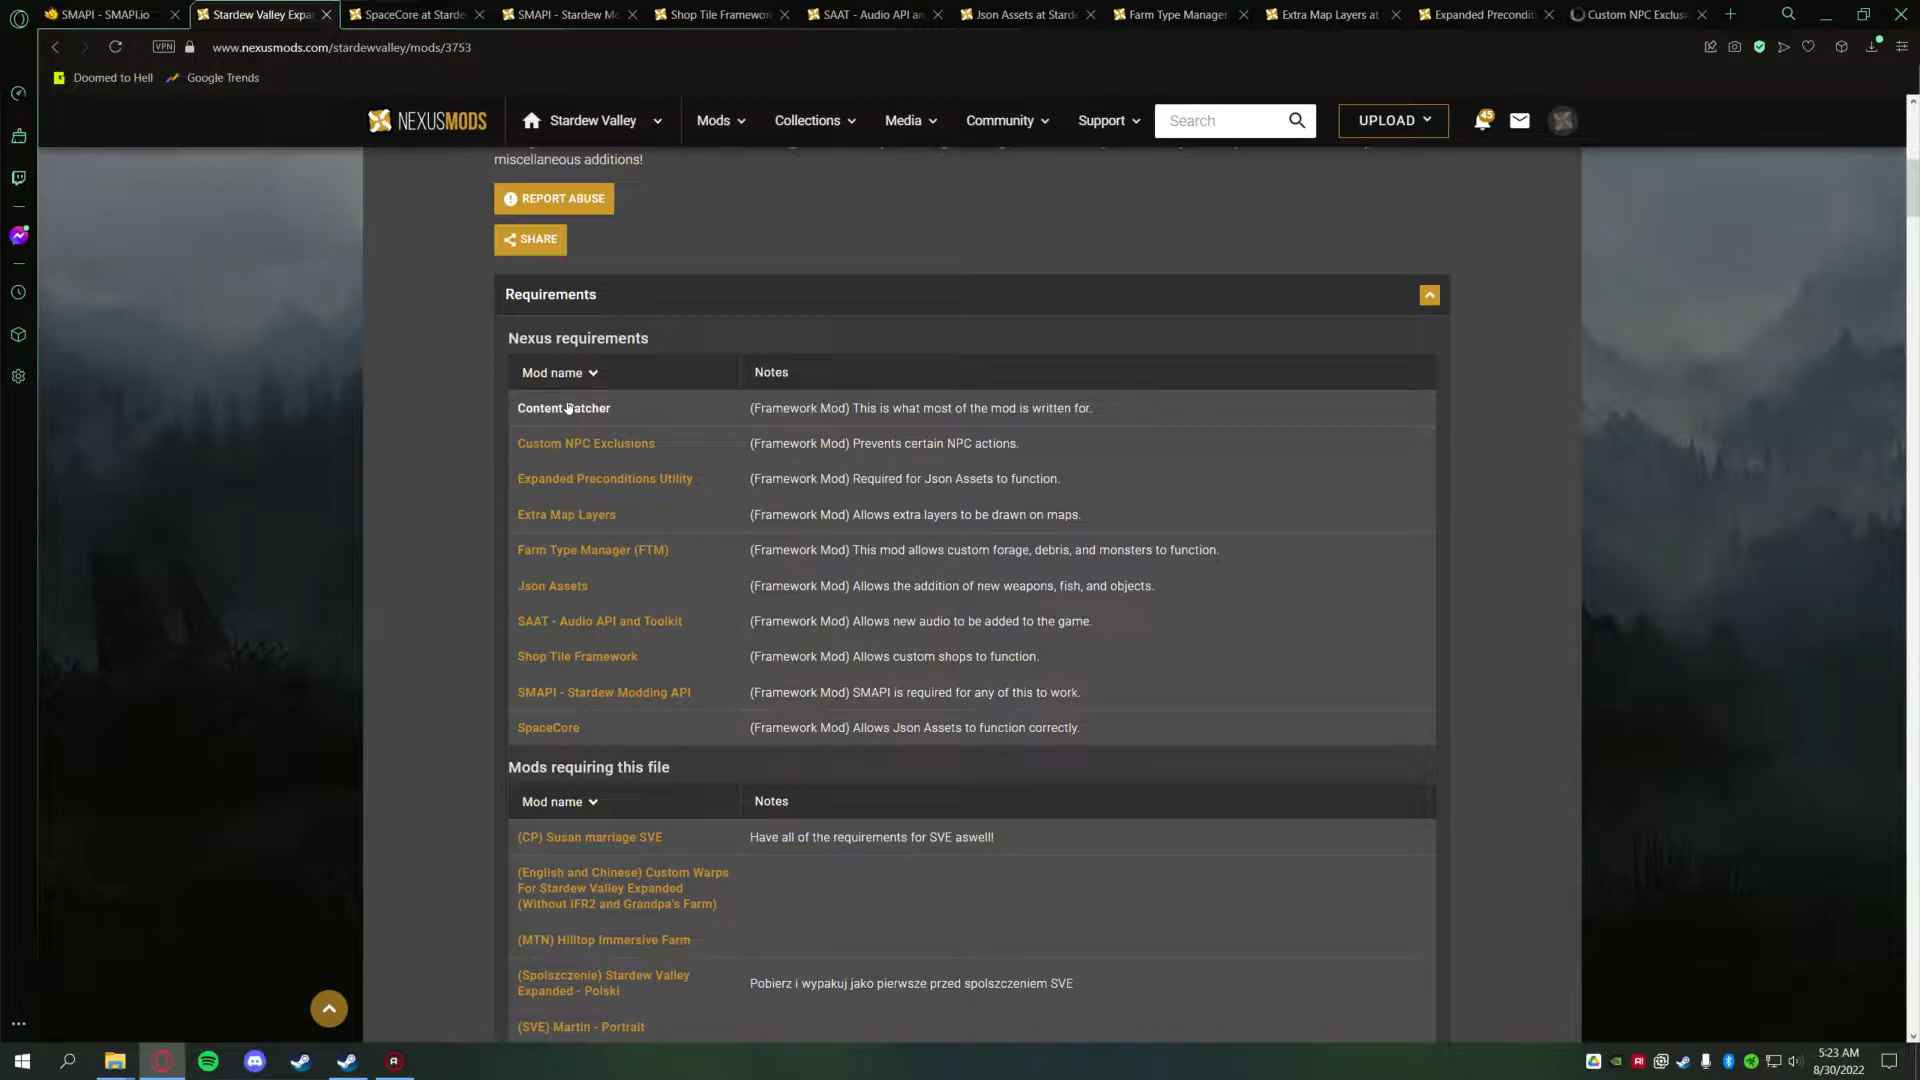 SMAPI - SMAPI.io
Stardew Valley Expa
SpaceCore at Starde
SMAPI - Stardew Mo
Shop Tile Framework
SAAT - Audio API an
Json Assets at Starde
Farm Type Manager
Extra Map Layers at
Expanded Precondit
Custom NPC Exclus
VPN
www.nexusmods.com/stardewvalley/mods/3753
Doomed to Hell
Google Trends
NEXUSMODS
Stardew Valley
Mods
Collections
Media
Community
Support
Search
UPLOAD
45
miscellaneous additions!
REPORT ABUSE
SHARE
Requirements
Nexus requirements
Mod name
Notes
Content Patcher
(Framework Mod) This is what most of the mod is written for.
Custom NPC Exclusions
(Framework Mod) Prevents certain NPC actions.
Expanded Preconditions Utility
(Framework Mod) Required for Json Assets to function.
Extra Map Layers
(Framework Mod) Allows extra layers to be drawn on maps.
Farm Type Manager (FTM)
(Framework Mod) This mod allows custom forage, debris, and monsters to function.
Json Assets
(Framework Mod) Allows the addition of new weapons, fish, and objects.
SAAT - Audio API and Toolkit
(Framework Mod) Allows new audio to be added to the game.
Shop Tile Framework
(Framework Mod) Allows custom shops to function.
SMAPI - Stardew Modding API
(Framework Mod) SMAPI is required for any of this to work.
SpaceCore
(Framework Mod) Allows Json Assets to function correctly.
Mods requiring this file
Mod name
Notes
(CP) Susan marriage SVE
Have all of the requirements for SVE aswell!
(English and Chinese) Custom Warps
For Stardew Valley Expanded
(Without IFR2 and Grandpa's Farm)
(MTN) Hilltop Immersive Farm
(Spolszczenie) Stardew Valley
Expanded - Polski
Pobierz i wypakuj jako pierwsze przed spolszczeniem SVE
(SVE) Martin - Portrait
5:23 AM
8/30/2022